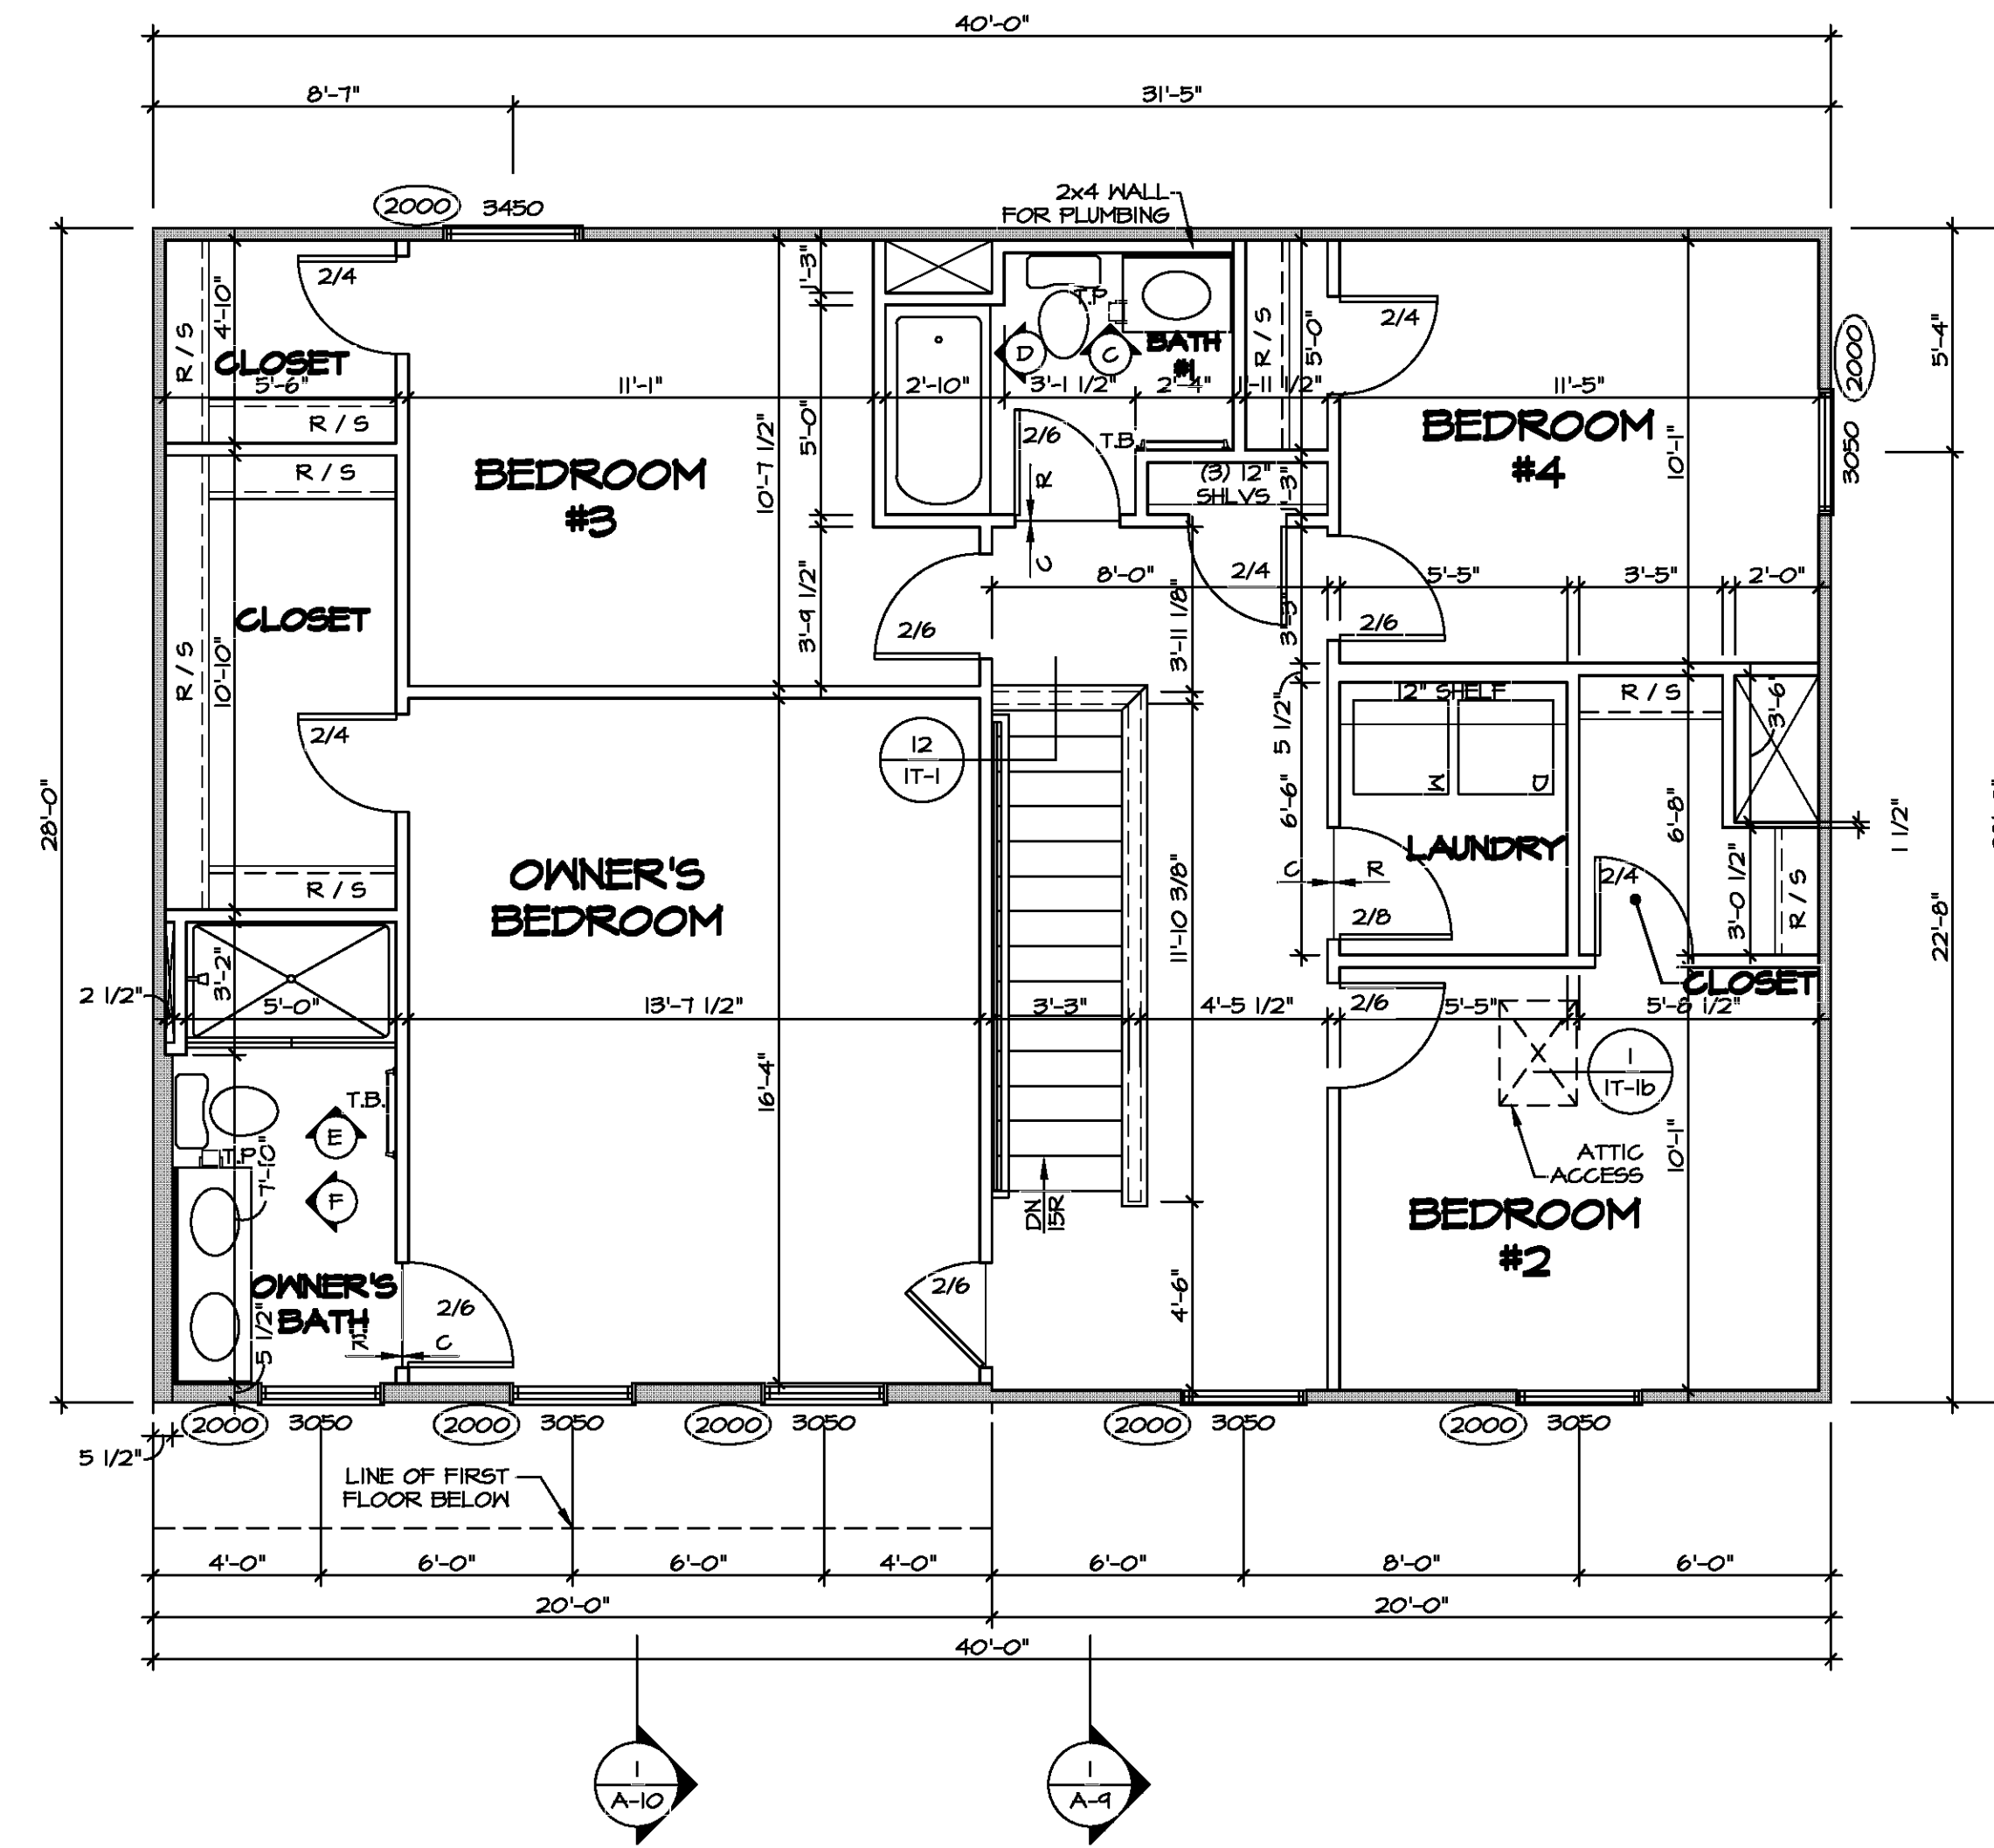 40'-0"
8'-7"
31'-5"
2000
3450
2x4 WALL
FOR PLUMBING
2/4
4'-10"
R / S
CLOSET
5'-6"
R / S
11'-1"
1'-3"
5'-0"
10'-7 1/2"
3'-9 1/2"
BEDROOM
#3
2'-10"
D
3'-1 1/2"
T.P
C
BATH
#1
2'-4"
R / S
1'-11 1/2"
5'-0"
2/4
11'-5"
BEDROOM
#4
10'-1"
2000
3050
5'-4"
2/6
T.B.
R
C
(3) 12"
SHLVS
1'-3"
R / S
CLOSET
R / S
10'-10"
2/4
R / S
2/6
8'-0"
2/4
3'-11 1/8"
3'-3"
5'-5"
3'-5"
2'-0"
2/6
12
1T-1
5 1/2"
6'-6"
12" SHELF
W
D
LAUNDRY
R / S
3'-6"
6'-8"
1 1/2"
28'-0"
OWNER'S
BEDROOM
11'-10 3/8"
C
R
2/8
2/4
3'-0 1/2"
R / S
CLOSET
22'-8"
2 1/2"
3'-2"
5'-0"
13'-7 1/2"
3'-3"
4'-5 1/2"
2/6
5'-5"
5'-8 1/2"
1
1T-1b
16'-4"
T.B.
E
T.P.
7'-10"
F
ATTIC
ACCESS
10'-1"
DN
15R
BEDROOM
#2
OWNER'S
BATH
5 1/2"
2/6
C
2/6
4'-6"
2000
3050
2000
3050
2000
3050
2000
3050
2000
3050
5 1/2"
LINE OF FIRST
FLOOR BELOW
4'-0"
6'-0"
6'-0"
4'-0"
6'-0"
8'-0"
6'-0"
20'-0"
20'-0"
40'-0"
1
A-10
1
A-9